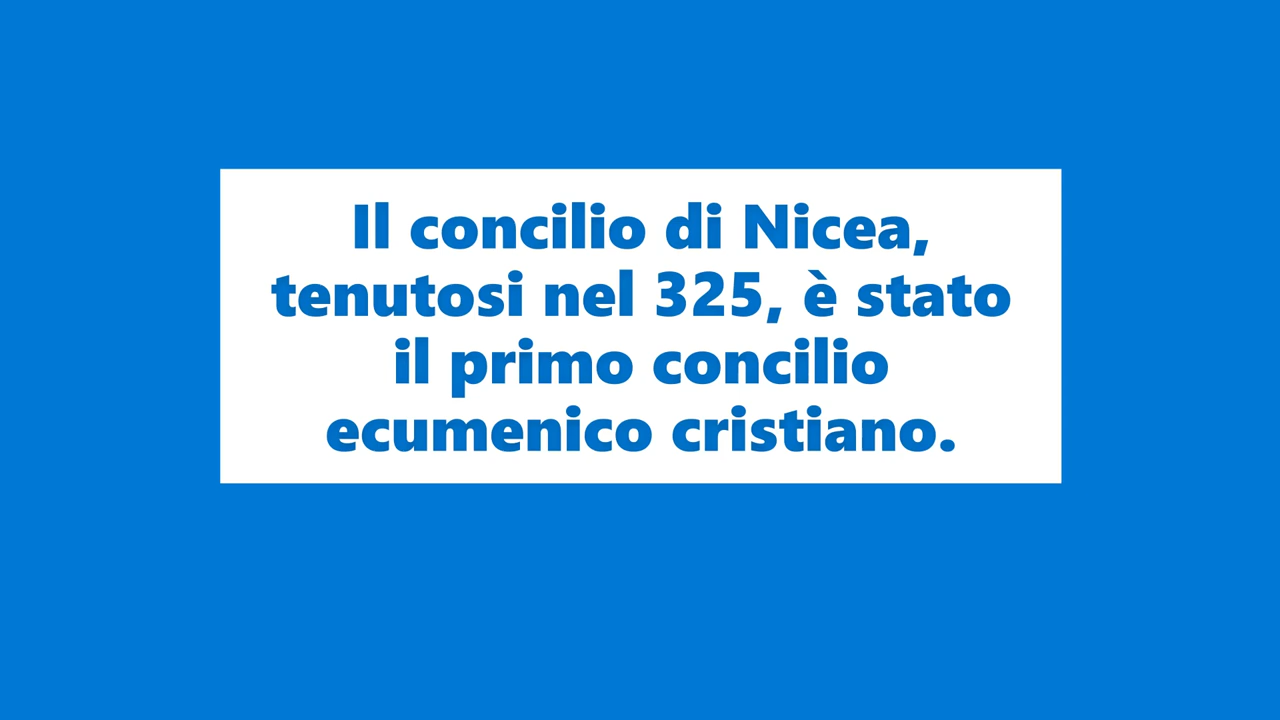 Il concilio di Nicea,
tenutosi nel 325, è stato
il primo concilio
ecumenico cristiano.